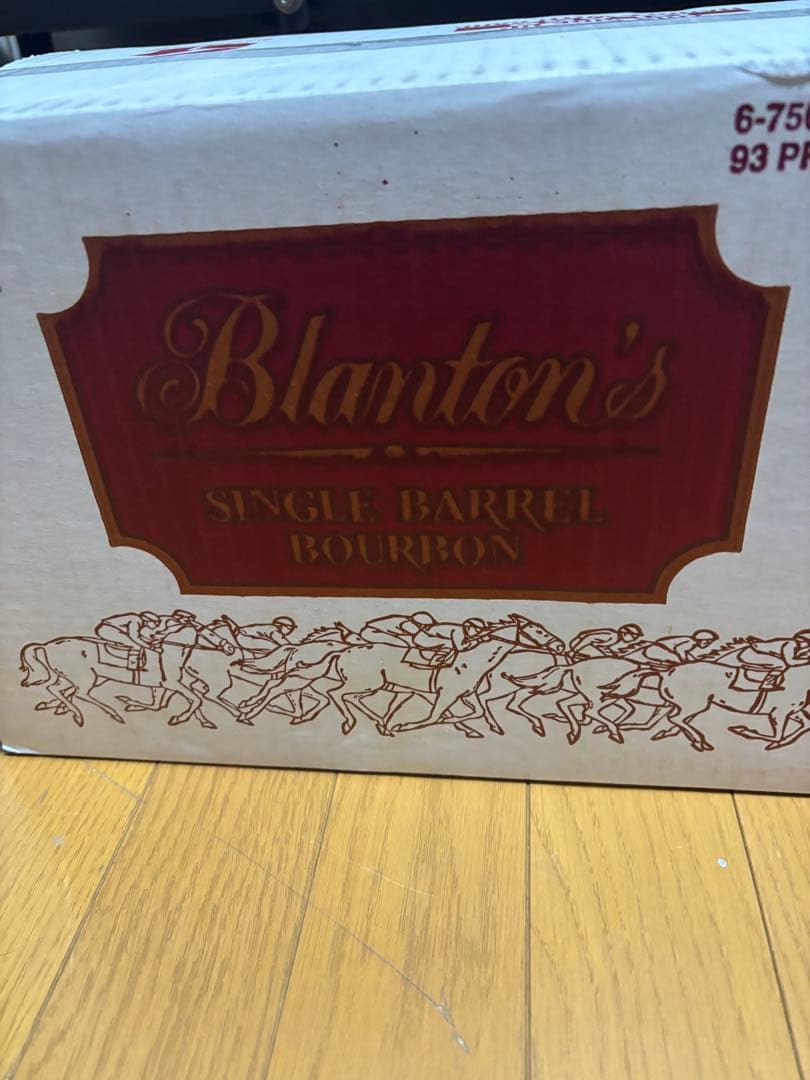 6-750
93 PR
Blanton's
SINGLE BARREL
BOURBON